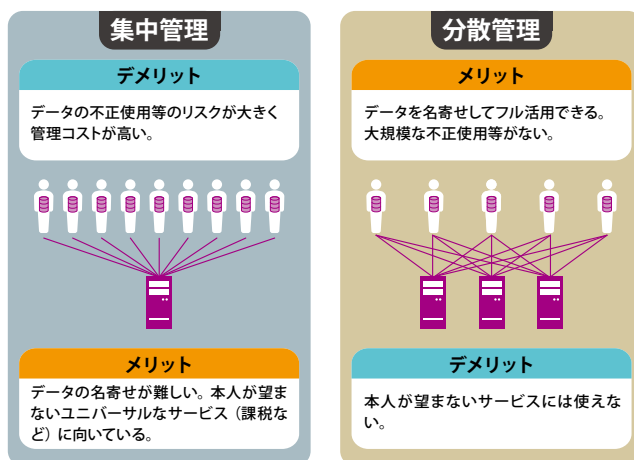 集中管理
デメリット
データの不正使用等のリスクが大きく
管理コストが高い。
メリット
データの名寄せが難しい。本人が望ま
ないユニバーサルなサービス（課税な
ど）に向いている。
分散管理
メリット
データを名寄せしてフル活用できる。
大規模な不正使用等がない。
デメリット
本人が望まないサービスには使えな
い。